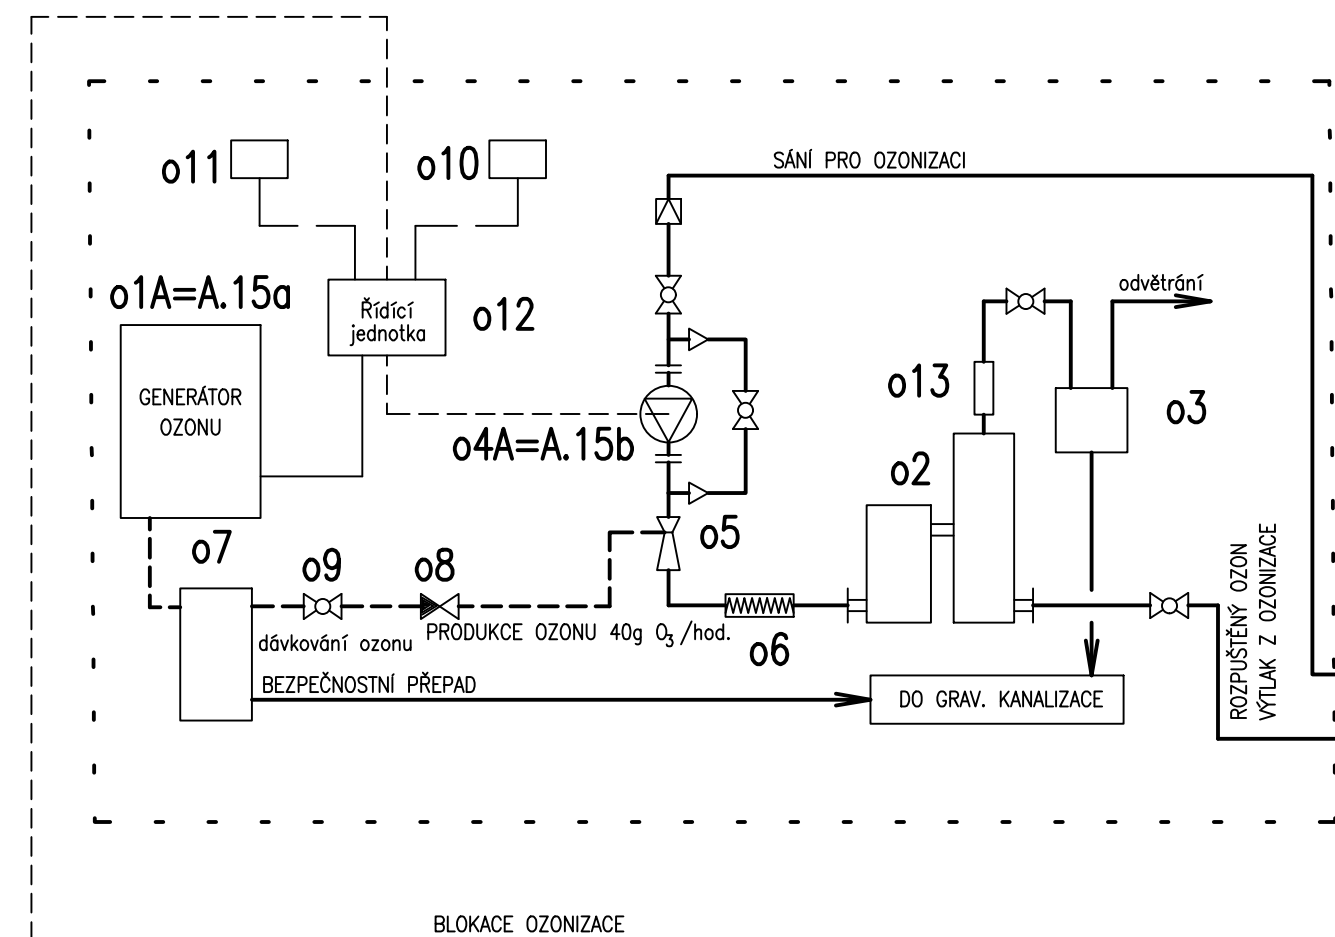 SÁNÍ PRO OZONIZACI
o11
o10
o1A=A.15a
Řídící
jednotka
o12
odvětrání
GENERÁTOR
OZONU
o13
o3
o4A=A.15b
o2
o7
o5
o9
o8
dávkování ozonu
PRODUKCE OZONU 40g O3/hod.
o6
ROZPUŠTĚNÝ OZON
VÝTLAK Z OZONIZACE
BEZPEČNOSTNÍ PŘEPAD
DO GRAV. KANALIZACE
BLOKACE OZONIZACE